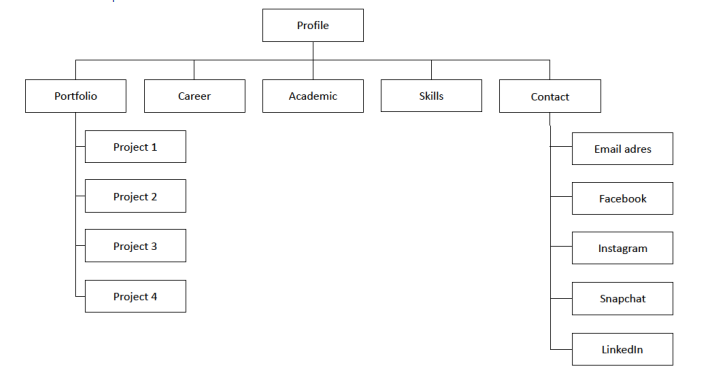 Profile
Portfolio
Career
Academic
Skills
Contact
Project 1
Project 2
Project 3
Project 4
Email adres
Facebook
Instagram
Snapchat
LinkedIn